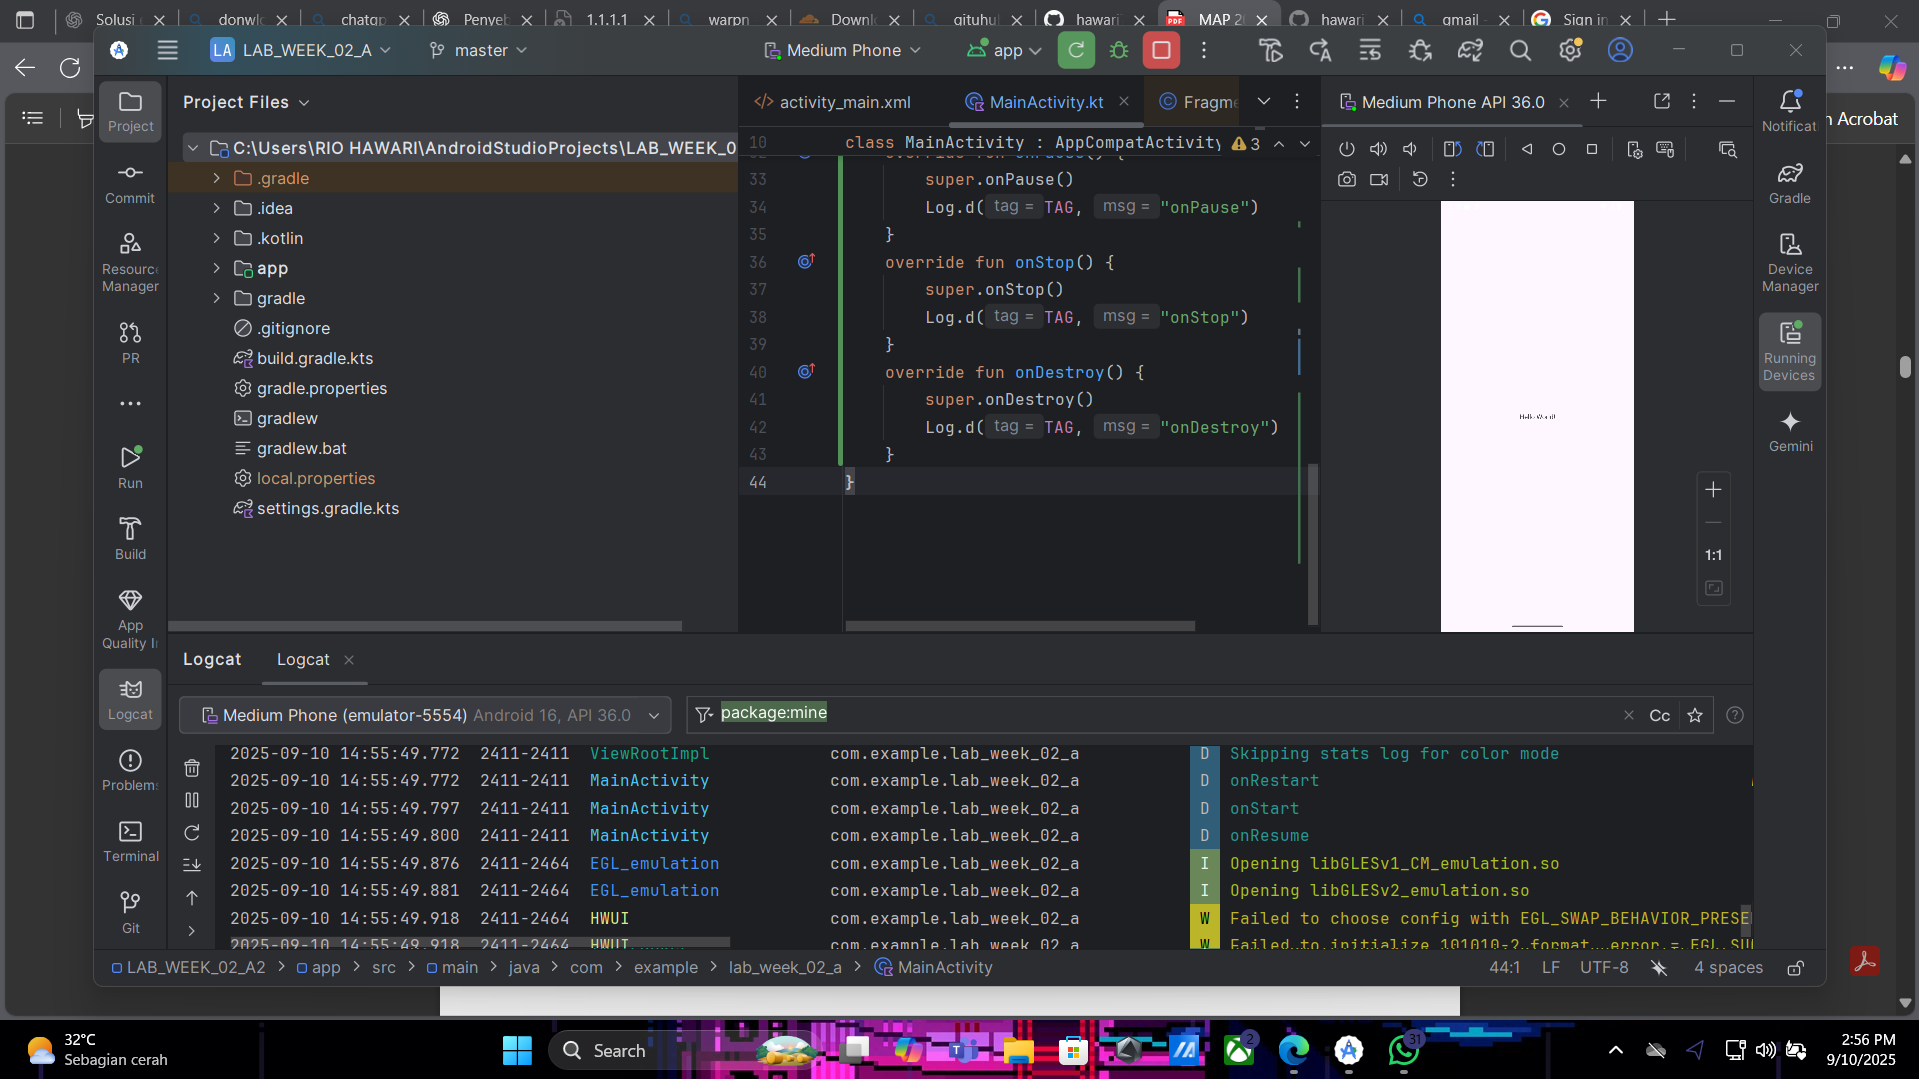 Solusi
donwlo
chatgp
Penyeb
1.1.1.1
warpn
Downl
gituhul
hawari
MAP 2
hawari
gmail -
Sign in
LA LAB_WEEK_02_A master Medium Phone app
Project Files
C:\Users\RIO HAWARI\AndroidStudioProjects\LAB_WEEK_0
.gradle
.idea
.kotlin
app
gradle
.gitignore
build.gradle.kts
gradle.properties
gradlew
gradlew.bat
local.properties
settings.gradle.kts
Project
Commit
Resource
Manager
PR
Run
Build
App
Quality
Logcat
Problems
Terminal
Git
activity_main.xml MainActivity.kt Fragme
10 class MainActivity : AppCompatActivity 3
33 super.onPause()
34 Log.d( tag = TAG, msg = "onPause")
35 }
36 override fun onStop() {
37 super.onStop()
38 Log.d( tag = TAG, msg = "onStop")
39 }
40 override fun onDestroy() {
41 super.onDestroy()
42 Log.d( tag = TAG, msg = "onDestroy")
43 }
44 }
Medium Phone API 36.0
Hello World!
1:1
n Acrobat
Notificat
Gradle
Device
Manager
Running
Devices
Gemini
Logcat Logcat
Medium Phone (emulator-5554) Android 16, API 36.0 package:mine Cc
2025-09-10 14:55:49.772 2411-2411 ViewRootImpl com.example.lab_week_02_a D Skipping stats log for color mode
2025-09-10 14:55:49.772 2411-2411 MainActivity com.example.lab_week_02_a D onRestart
2025-09-10 14:55:49.797 2411-2411 MainActivity com.example.lab_week_02_a D onStart
2025-09-10 14:55:49.800 2411-2411 MainActivity com.example.lab_week_02_a D onResume
2025-09-10 14:55:49.876 2411-2464 EGL_emulation com.example.lab_week_02_a I Opening libGLESv1_CM_emulation.so
2025-09-10 14:55:49.881 2411-2464 EGL_emulation com.example.lab_week_02_a I Opening libGLESv2_emulation.so
2025-09-10 14:55:49.918 2411-2464 HWUI com.example.lab_week_02_a W Failed to choose config with EGL_SWAP_BEHAVIOR_PRESE
2025-09-10 14:55:49.918 2411-2464 HWUI com.example.lab_week_02_a W Failed to initialize 101010-2 format, error = EGL_SU
LAB_WEEK_02_A2 > app > src > main > java > com > example > lab_week_02_a > MainActivity 44:1 LF UTF-8 4 spaces
32°C
Sebagian cerah
Search
2
31
2:56 PM
9/10/2025